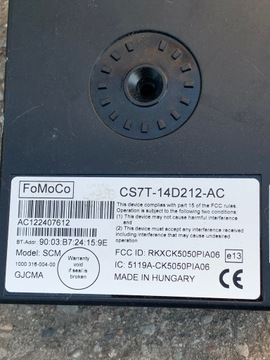 FoMoCo
CS7T-14D212-AC
This device complies with part 15 of the FCC rules.
Operation is subject to the following two conditions
(1) This device may not cause harmful interference
and
(2) this device must accept any interference received
including interference that may cause undesired
operation
AC122407612
BT-Addr. 90:03:B7:24:15:9E
Model: SCM
1000 316-004-00
GJCMA
Warranty
void
if seal is
broken
FCC ID: RKXCK5050PIA06
IC: 5119A-CK5050PIA06
MADE IN HUNGARY
e13
CE